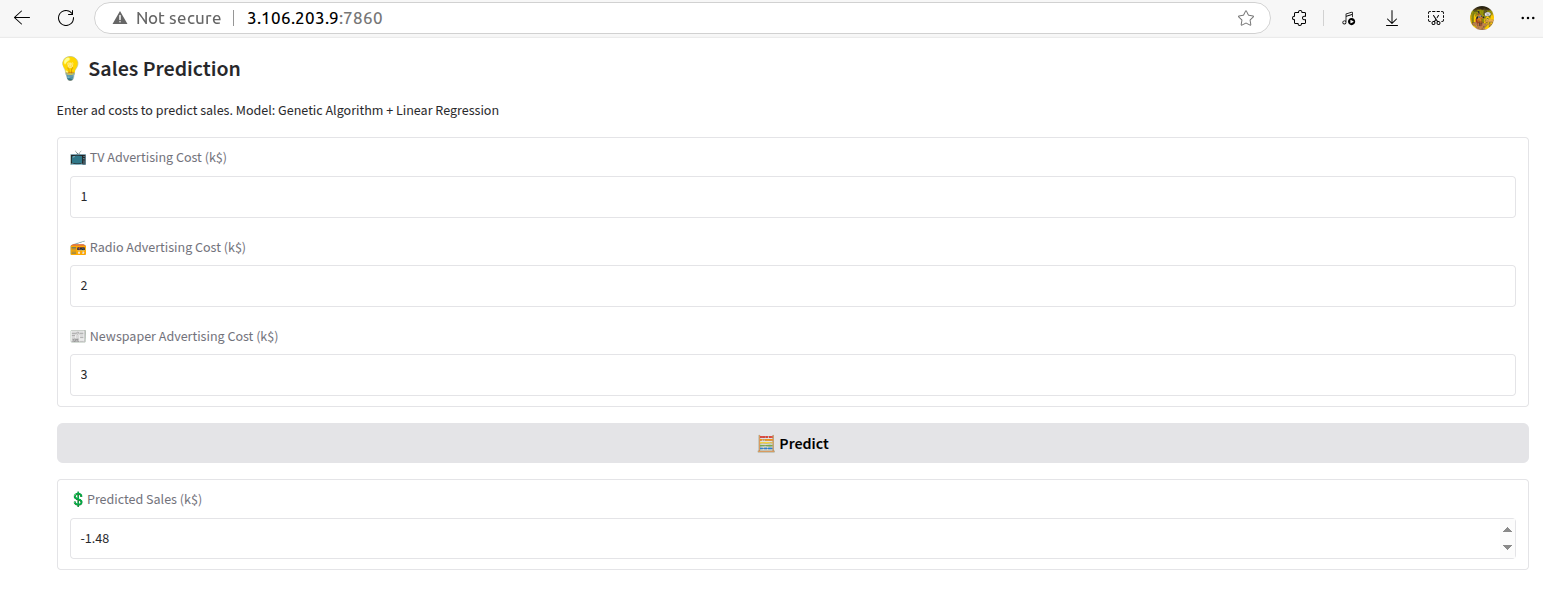 Not secure 3.106.203.9:7860
💡 Sales Prediction
Enter ad costs to predict sales. Model: Genetic Algorithm + Linear Regression
📺 TV Advertising Cost (k$)
1
📻 Radio Advertising Cost (k$)
2
📰 Newspaper Advertising Cost (k$)
3
🧮 Predict
💲Predicted Sales (k$)
-1.48